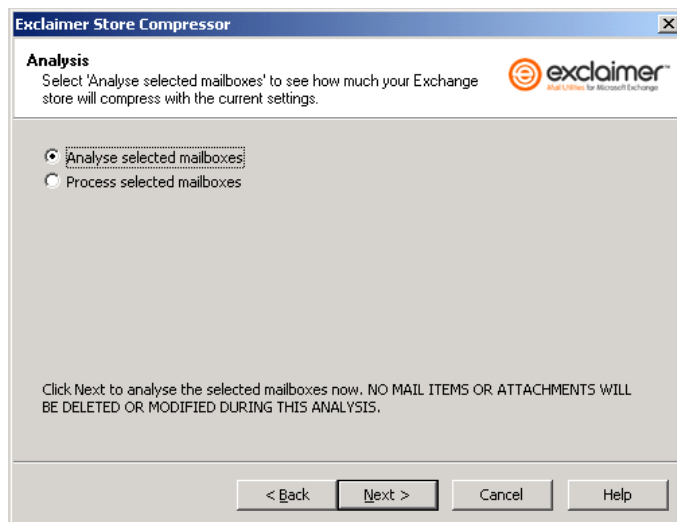 Exclaimer Store Compressor
Analysis
Select 'Analyse selected mailboxes' to see how much your Exchange
store will compress with the current settings.
exclaimer™
Mail Utilities for Microsoft Exchange
Analyse selected mailboxes
Process selected mailboxes
Click Next to analyse the selected mailboxes now. NO MAIL ITEMS OR ATTACHMENTS WILL
BE DELETED OR MODIFIED DURING THIS ANALYSIS.
< Back
Next >
Cancel
Help